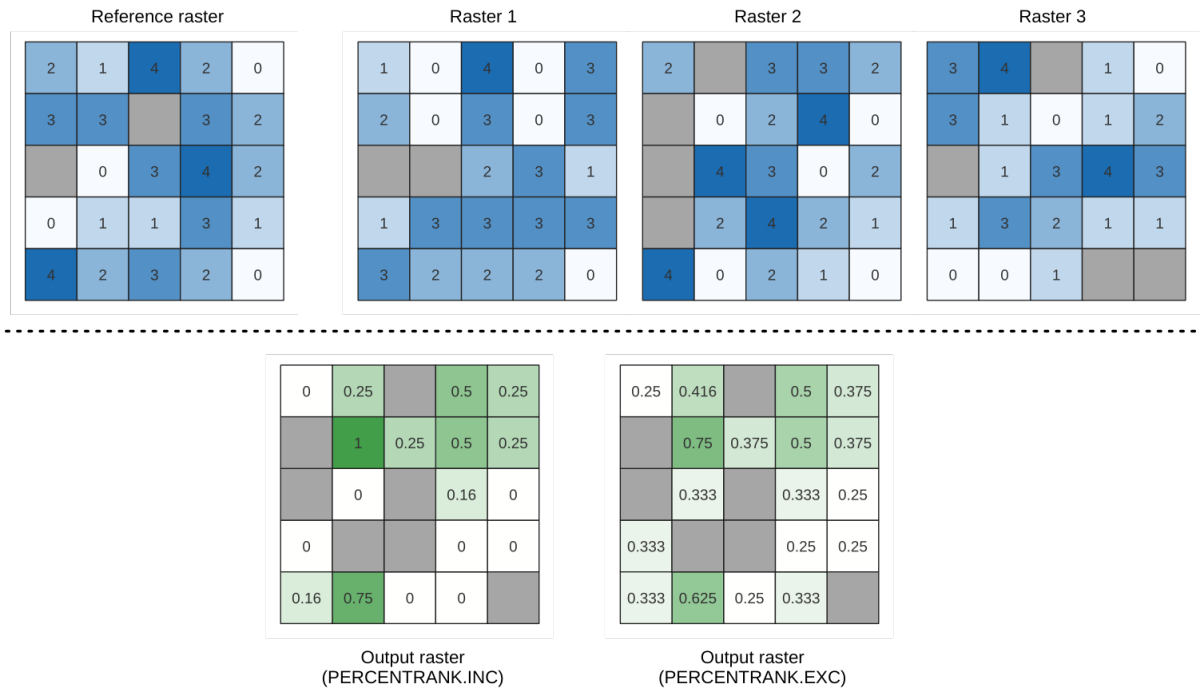 Reference raster Raster 1 Raster 2 Raster 3
2 1 4 2 0 1 0 4 0 3 2 3 3 2 3 4 1 0
3 3 3 2 2 0 3 0 3 0 2 4 0 3 1 0 1 2
0 3 4 2 2 3 1 4 3 0 2 1 3 4 3
0 1 1 3 1 1 3 3 3 3 2 4 2 1 1 3 2 1 1
4 2 3 2 0 3 2 2 2 0 4 0 2 1 0 0 0 1
0 0.25 0.5 0.25 0.25 0.416 0.5 0.375
1 0.25 0.5 0.25 0.75 0.375 0.5 0.375
0 0.16 0 0.333 0.333 0.25
0 0 0 0.333 0.25 0.25
0.16 0.75 0 0 0.333 0.625 0.25 0.333
Output raster Output raster
(PERCENTRANK.INC) (PERCENTRANK.EXC)